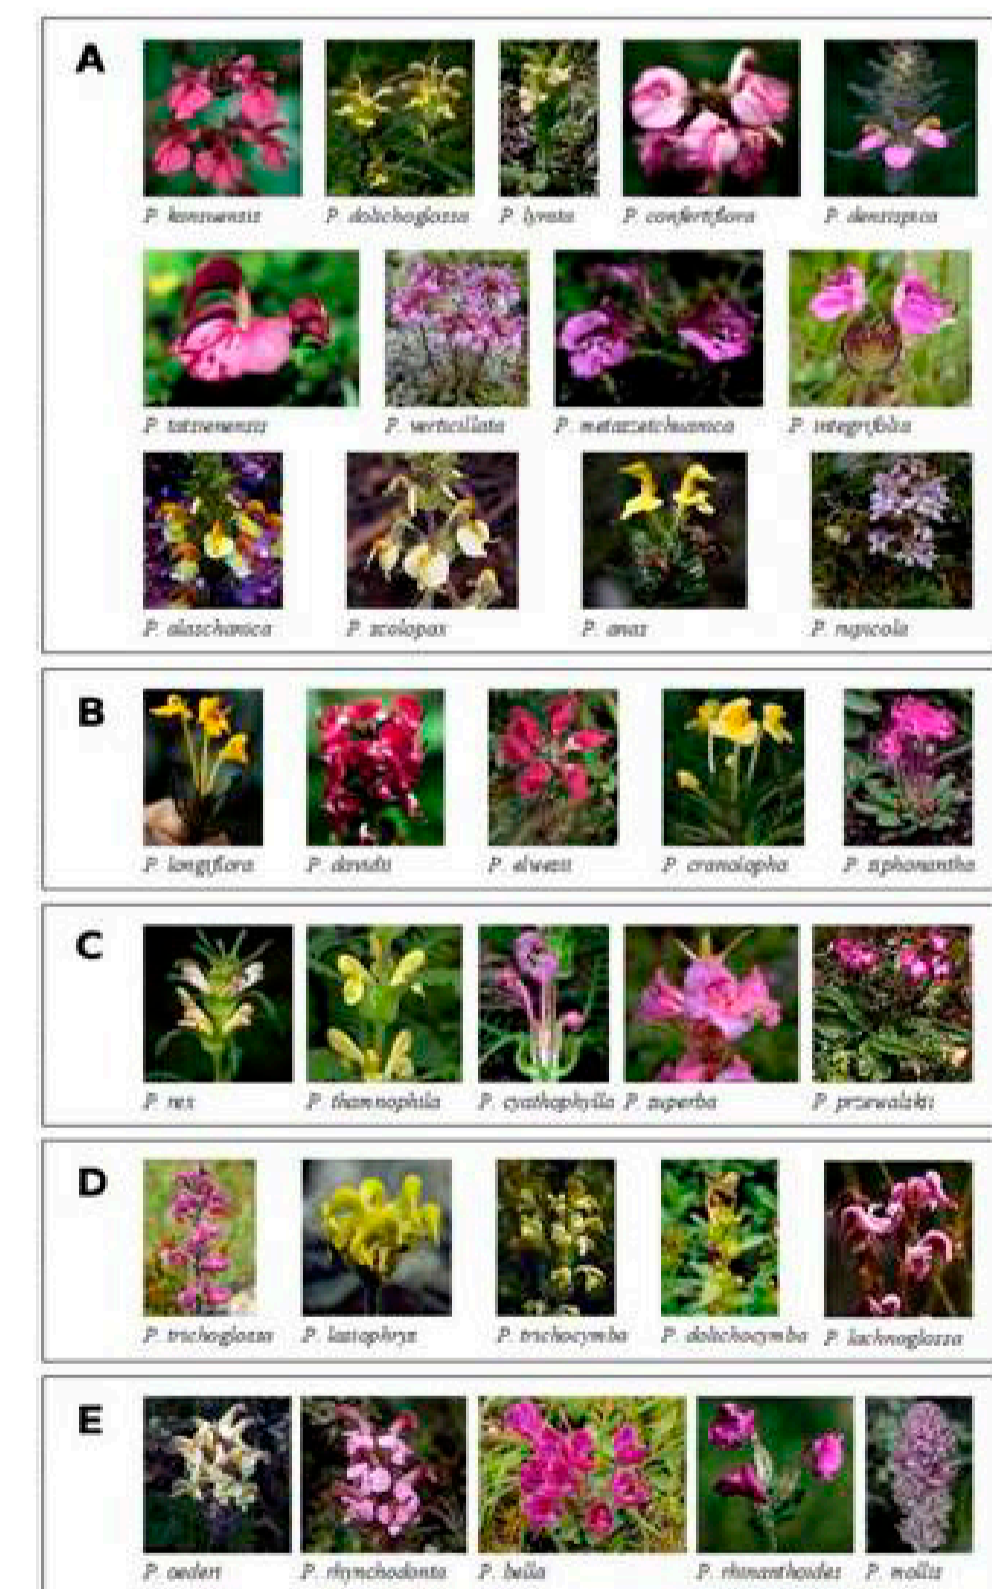 A
P. kansuensis P. dolichoglossa P. lyrata P. confertiflora P. densispica
P. tatsienensis P. verticillata P. metaszetchuanica P. integrifolia
P. alaschanica P. scolopax P. anas P. rupicola
B
P. longiflora P. davidii P. elwesii P. cranolopha P. siphonantha
C
P. rex P. thamnophila P. cyathophylla P. superba P. przewalskii
D
P. trichoglossa P. lasiophrys P. trichocymba P. dolichocymba P. lachnoglossa
E
P. oederi P. rhynchodonta P. bella P. rhinanthoides P. mollis